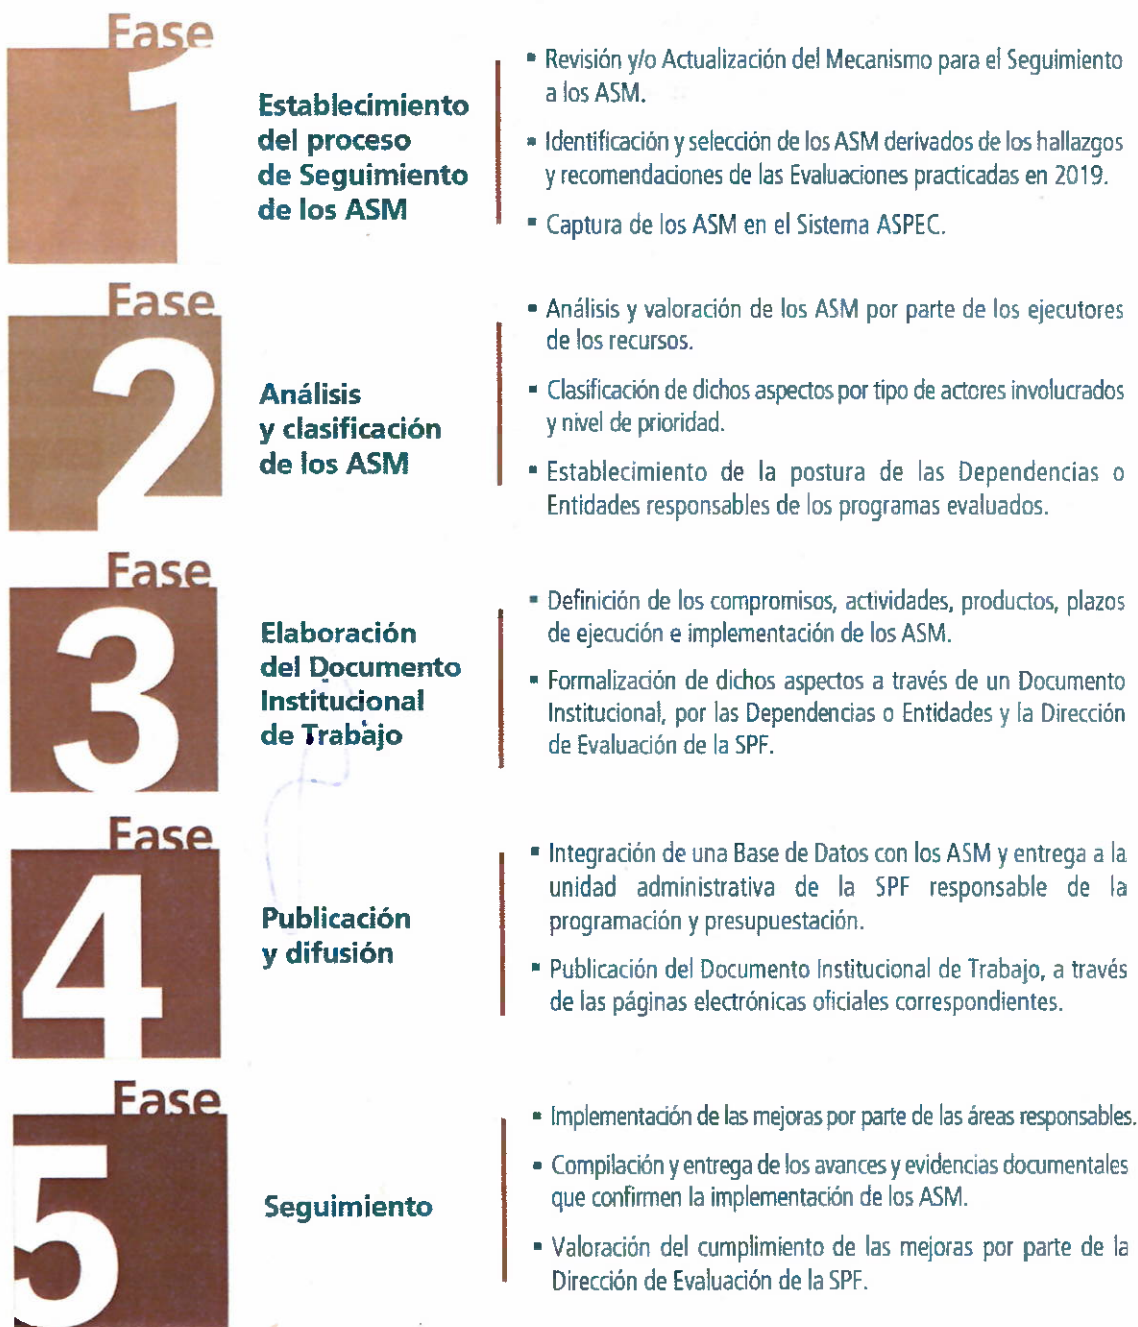 Fase
1
Establecimiento
del proceso
de Seguimiento
de los ASM
▪ Revisión y/o Actualización del Mecanismo para el Seguimiento
a los ASM.
▪ Identificación y selección de los ASM derivados de los hallazgos
y recomendaciones de las Evaluaciones practicadas en 2019.
▪ Captura de los ASM en el Sistema ASPEC.
Fase
2
Análisis
y clasificación
de los ASM
▪ Análisis y valoración de los ASM por parte de los ejecutores
de los recursos.
▪ Clasificación de dichos aspectos por tipo de actores involucrados
y nivel de prioridad.
▪ Establecimiento de la postura de las Dependencias o
Entidades responsables de los programas evaluados.
Fase
3
Elaboración
del Documento
Institucional
de Trabajo
▪ Definición de los compromisos, actividades, productos, plazos
de ejecución e implementación de los ASM.
▪ Formalización de dichos aspectos a través de un Documento
Institucional, por las Dependencias o Entidades y la Dirección
de Evaluación de la SPF.
Fase
4
Publicación
y difusión
▪ Integración de una Base de Datos con los ASM y entrega a la
unidad administrativa de la SPF responsable de la
programación y presupuestación.
▪ Publicación del Documento Institucional de Trabajo, a través
de las páginas electrónicas oficiales correspondientes.
Fase
5
Seguimiento
▪ Implementación de las mejoras por parte de las áreas responsables.
▪ Compilación y entrega de los avances y evidencias documentales
que confirmen la implementación de los ASM.
▪ Valoración del cumplimiento de las mejoras por parte de la
Dirección de Evaluación de la SPF.